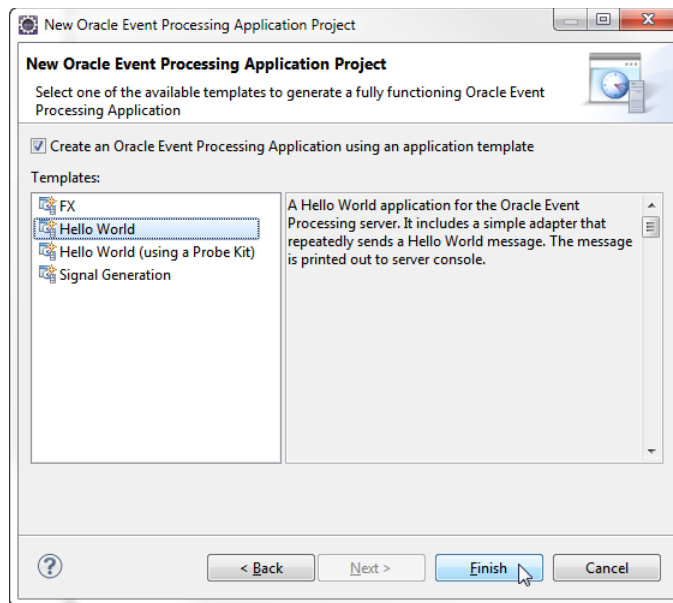 New Oracle Event Processing Application Project
New Oracle Event Processing Application Project
Select one of the available templates to generate a fully functioning Oracle Event
Processing Application
Create an Oracle Event Processing Application using an application template
Templates:
FX
Hello World
Hello World (using a Probe Kit)
Signal Generation
A Hello World application for the Oracle Event
Processing server. It includes a simple adapter that
repeatedly sends a Hello World message. The message
is printed out to server console.
?
< Back
Next >
Finish
Cancel